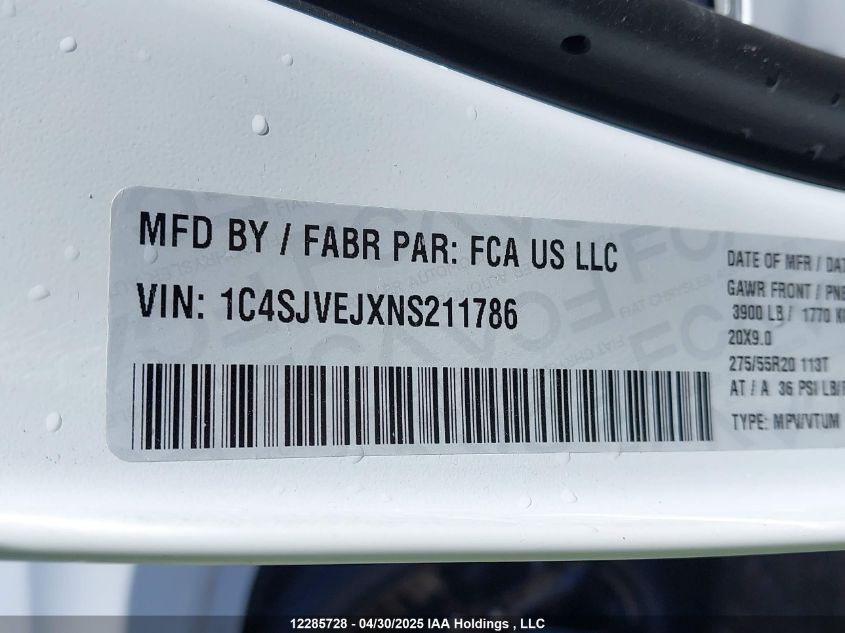 MFD BY / FABR PAR: FCA US LLC
VIN: 1C4SJVEJXNS211786
DATE OF MFR / DAT
GAWR FRONT / PNE
3900 LB / 1770 K
20X9.0
275/55R20 113T
AT / A 36 PSI LB/
TYPE: MPV/VTUM
12285728 - 04/30/2025 IAA Holdings , LLC